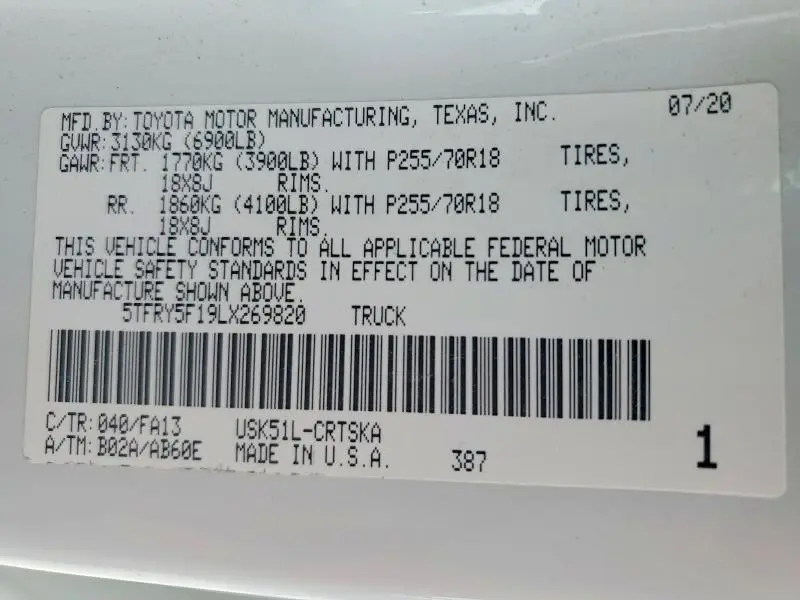 MFD BY: TOYOTA MOTOR MANUFACTURING, TEXAS, INC. 07/20
GVWR: 3130KG (6900LB)
GAWR: FRT. 1770KG (3900LB) WITH P255/70R18 TIRES,
18X8J RIMS.
RR. 1860KG (4100LB) WITH P255/70R18 TIRES,
18X8J RIMS.
THIS VEHICLE CONFORMS TO ALL APPLICABLE FEDERAL MOTOR
VEHICLE SAFETY STANDARDS IN EFFECT ON THE DATE OF
MANUFACTURE SHOWN ABOVE.
5TFRY5F19LX269820 TRUCK
C/TR: 040/FA13 USK51L-CRTSKA
A/TM: B02A/AB60E MADE IN U.S.A. 387 1